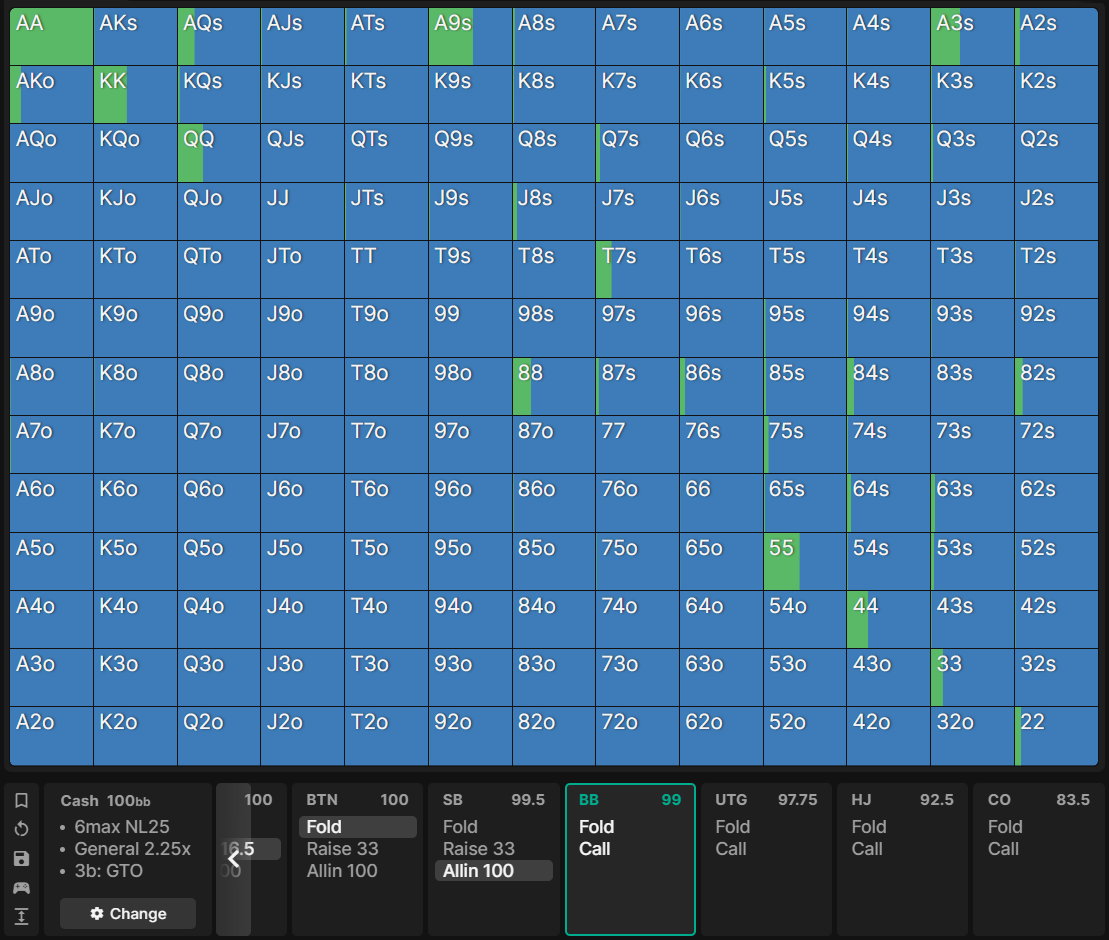 AA AKs AQs AJs ATs A9s A8s A7s A6s A5s A4s A3s A2s
AKo KK KQs KJs KTs K9s K8s K7s K6s K5s K4s K3s K2s
AQo KQo QQ QJs QTs Q9s Q8s Q7s Q6s Q5s Q4s Q3s Q2s
AJo KJo QJo JJ JTs J9s J8s J7s J6s J5s J4s J3s J2s
ATo KTo QTo JTo TT T9s T8s T7s T6s T5s T4s T3s T2s
A9o K9o Q9o J9o T9o 99 98s 97s 96s 95s 94s 93s 92s
A8o K8o Q8o J8o T8o 98o 88 87s 86s 85s 84s 83s 82s
A7o K7o Q7o J7o T7o 97o 87o 77 76s 75s 74s 73s 72s
A6o K6o Q6o J6o T6o 96o 86o 76o 66 65s 64s 63s 62s
A5o K5o Q5o J5o T5o 95o 85o 75o 65o 55 54s 53s 52s
A4o K4o Q4o J4o T4o 94o 84o 74o 64o 54o 44 43s 42s
A3o K3o Q3o J3o T3o 93o 83o 73o 63o 53o 43o 33 32s
A2o K2o Q2o J2o T2o 92o 82o 72o 62o 52o 42o 32o 22
Cash 100bb
• 6max NL25
• General 2.25x
• 3b: GTO
Change
100
16.5
00
BTN 100
Fold
Raise 33
Allin 100
SB 99.5
Fold
Raise 33
Allin 100
BB 99
Fold
Call
UTG 97.75
Fold
Call
HJ 92.5
Fold
Call
CO 83.5
Fold
Call